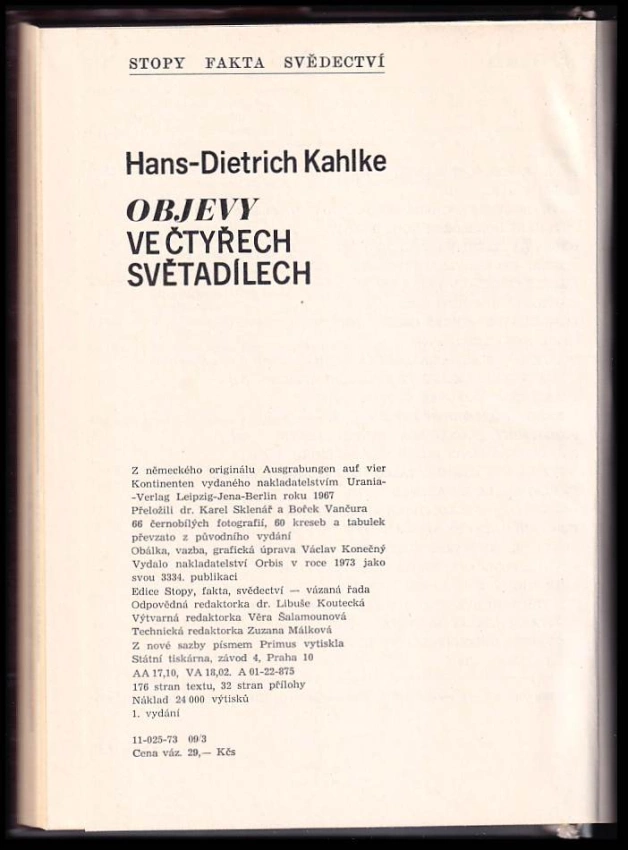 STOPY FAKTA SVĚDECTVÍ
Hans-Dietrich Kahlke
OBJEVY
VE ČTYŘECH
SVĚTADÍLECH
Z německého originálu Ausgrabungen auf vier
Kontinenten vydaného nakladatelstvím Urania-
-Verlag Leipzig-Jena-Berlin roku 1967
Přeložili dr. Karel Sklenář a Bořek Vančura
66 černobílých fotografií, 60 kreseb a tabulek
převzato z původního vydání
Obálka, vazba, grafická úprava Václav Konečný
Vydalo nakladatelství Orbis v roce 1973 jako
svou 3334. publikaci
Edice Stopy, fakta, svědectví — vázaná řada
Odpovědná redaktorka dr. Libuše Koutecká
Výtvarná redaktorka Věra Šalamounová
Technická redaktorka Zuzana Málková
Z nové sazby písmem Primus vytiskla
Státní tiskárna, závod 4, Praha 10
AA 17,10, VA 18,02. A 01-22-875
176 stran textu, 32 stran přílohy
Náklad 24 000 výtisků
1. vydání
11-025-73 09/3
Cena váz. 29,— Kčs